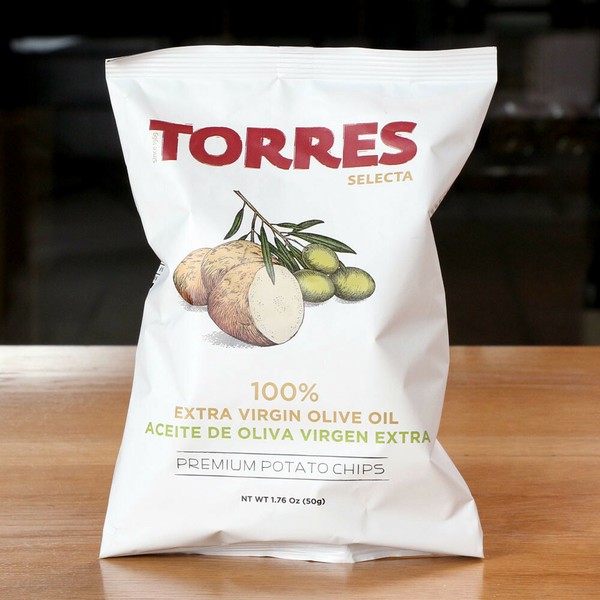 TORRES
SELECTA
100%
EXTRA VIRGIN OLIVE OIL
ACEITE DE OLIVA VIRGEN EXTRA
PREMIUM POTATO CHIPS
NT WT 1.76 Oz (50g)